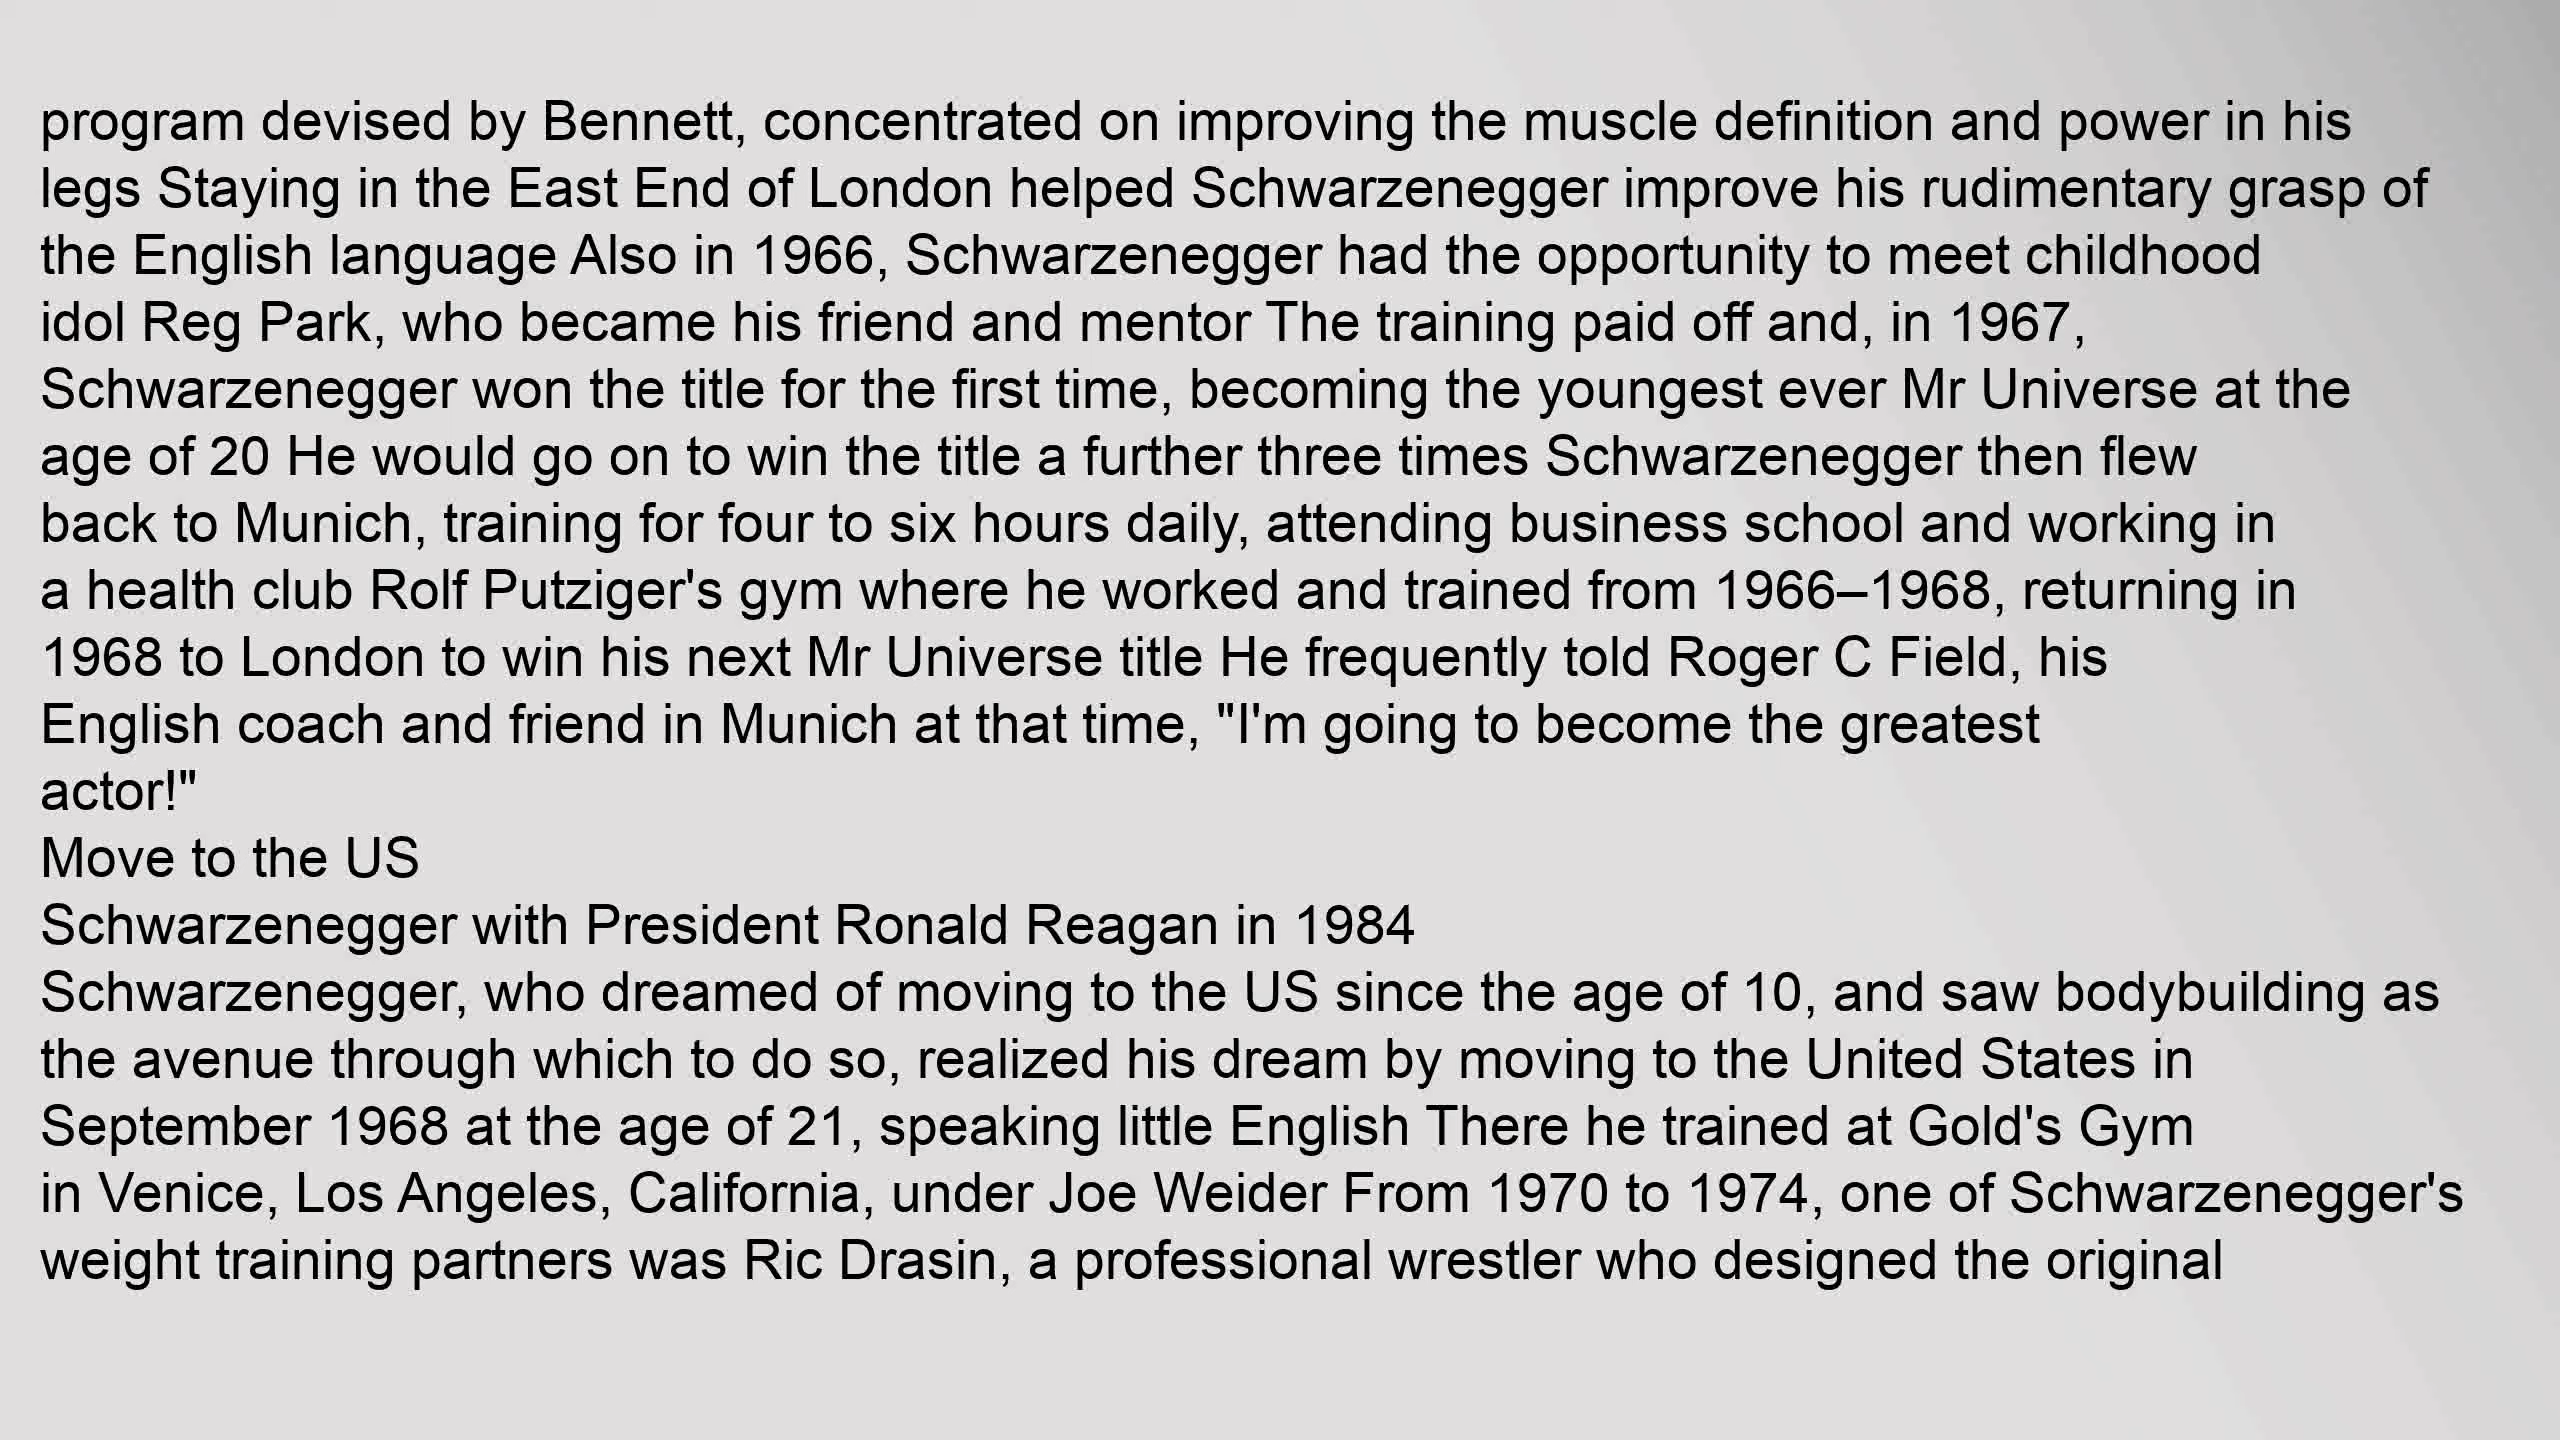 program devised by Bennett, concentrated on improving the muscle definition and power in his
legs Staying in the East End of London helped Schwarzenegger improve his rudimentary grasp of
the English language Also in 1966, Schwarzenegger had the opportunity to meet childhood
idol Reg Park, who became his friend and mentor The training paid off and, in 1967,
Schwarzenegger won the title for the first time, becoming the youngest ever Mr Universe at the
age of 20 He would go on to win the title a further three times Schwarzenegger then flew
back to Munich, training for four to six hours daily, attending business school and working in
a health club Rolf Putziger's gym where he worked and trained from 1966–1968, returning in
1968 to London to win his next Mr Universe title He frequently told Roger C Field, his
English coach and friend in Munich at that time, "I'm going to become the greatest
actor!"
Move to the US
Schwarzenegger with President Ronald Reagan in 1984
Schwarzenegger, who dreamed of moving to the US since the age of 10, and saw bodybuilding as
the avenue through which to do so, realized his dream by moving to the United States in
September 1968 at the age of 21, speaking little English There he trained at Gold's Gym
in Venice, Los Angeles, California, under Joe Weider From 1970 to 1974, one of Schwarzenegger's
weight training partners was Ric Drasin, a professional wrestler who designed the original